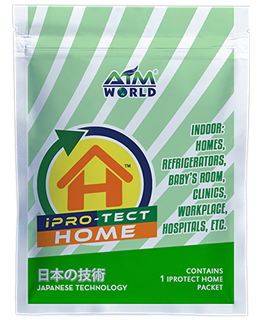 AIM
WORLD
INDOOR:
HOMES,
REFRIGERATORS,
BABY'S ROOM,
CLINICS,
WORKPLACE,
HOSPITALS, ETC.
TM
iPRO-TECT
HOME
日本の技術
JAPANESE TECHNOLOGY
CONTAINS
1 IPROTECT HOME
PACKET